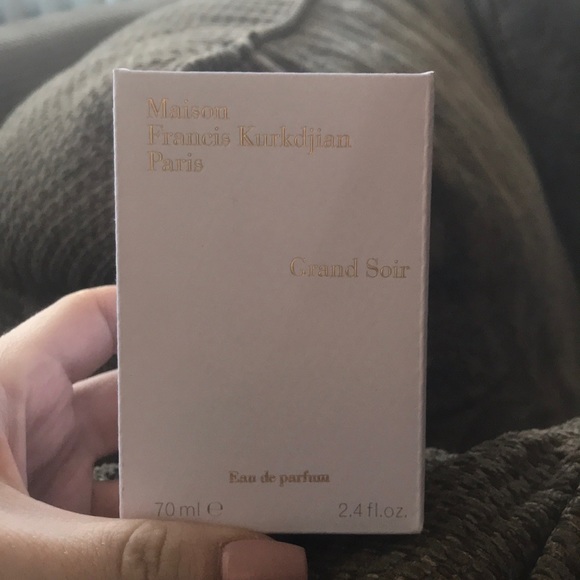 Maison
Francis Kurkdjian
Paris
Grand Soir
Eau de parfum
70 ml ℮ 2.4 fl.oz.